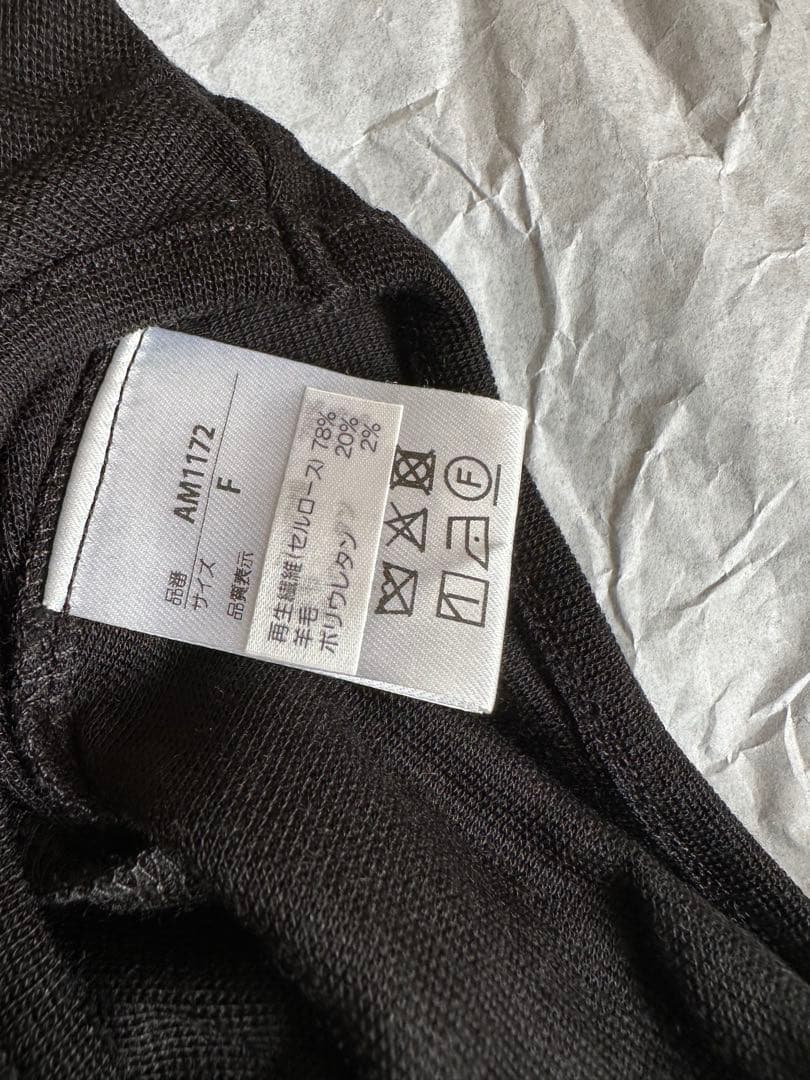 品番 AM1172
サイズ F
品質表示
再生繊維(セルロース) 78%
羊毛 20%
ポリウレタン 2%
F